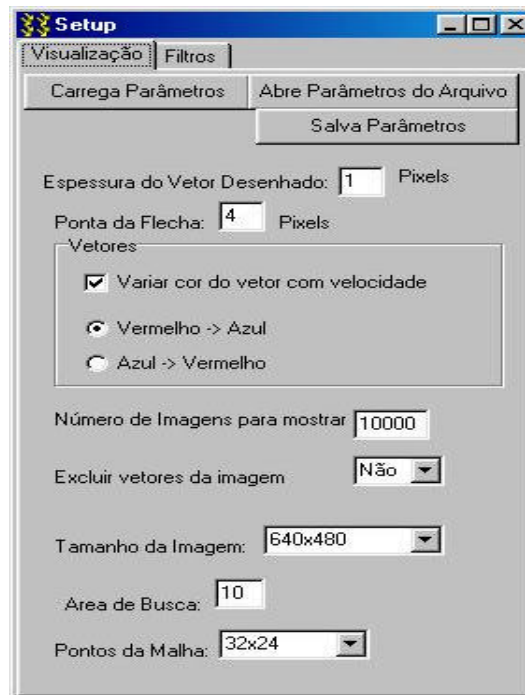 Setup
Visualização Filtros
Carrega Parâmetros Abre Parâmetros do Arquivo
Salva Parâmetros
Espessura do Vetor Desenhado: 1 Pixels
Ponta da Flecha: 4 Pixels
Vetores
Variar cor do vetor com velocidade
Vermelho -> Azul
Azul -> Vermelho
Número de Imagens para mostrar 10000
Excluir vetores da imagem Não
Tamanho da Imagem: 640x480
Area de Busca: 10
Pontos da Malha: 32x24